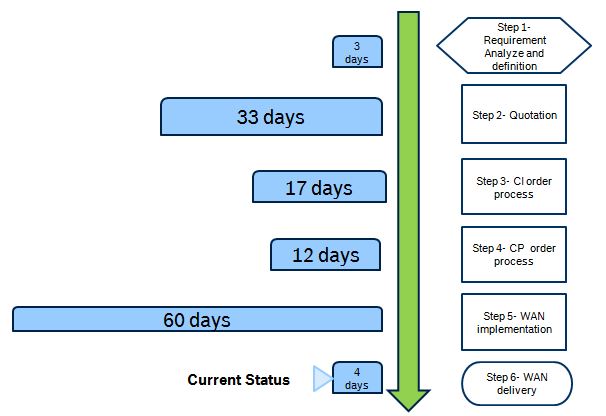 3
days
Step 1-
Requirement
Analyze and
definition
33 days
Step 2- Quotation
17 days
Step 3- CI order
process
12 days
Step 4- CP order
process
60 days
Step 5- WAN
implementation
Current Status
4
days
Step 6- WAN
delivery